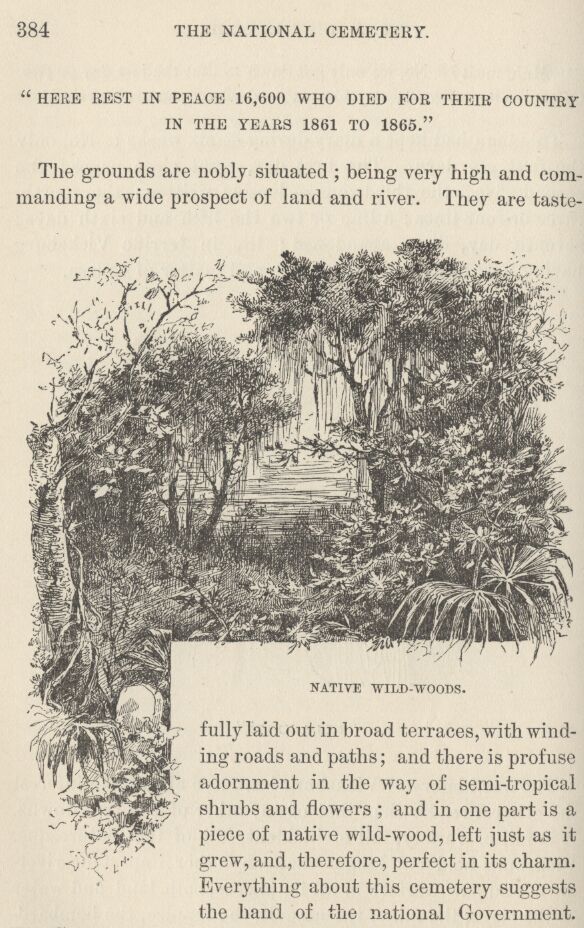 384
THE NATIONAL CEMETERY.
“ HERE REST IN PEACE 16,600 WHO DIED FOR THEIR COUNTRY
IN THE YEARS 1861 TO 1865.”
The grounds are nobly situated ; being very high and com-
manding a wide prospect of land and river. They are taste-
NATIVE WILD-WOODS.
fully laid out in broad terraces, with wind-
ing roads and paths ; and there is profuse
adornment in the way of semi-tropical
shrubs and flowers ; and in one part is a
piece of native wild-wood, left just as it
grew, and, therefore, perfect in its charm.
Everything about this cemetery suggests
the hand of the national Government.